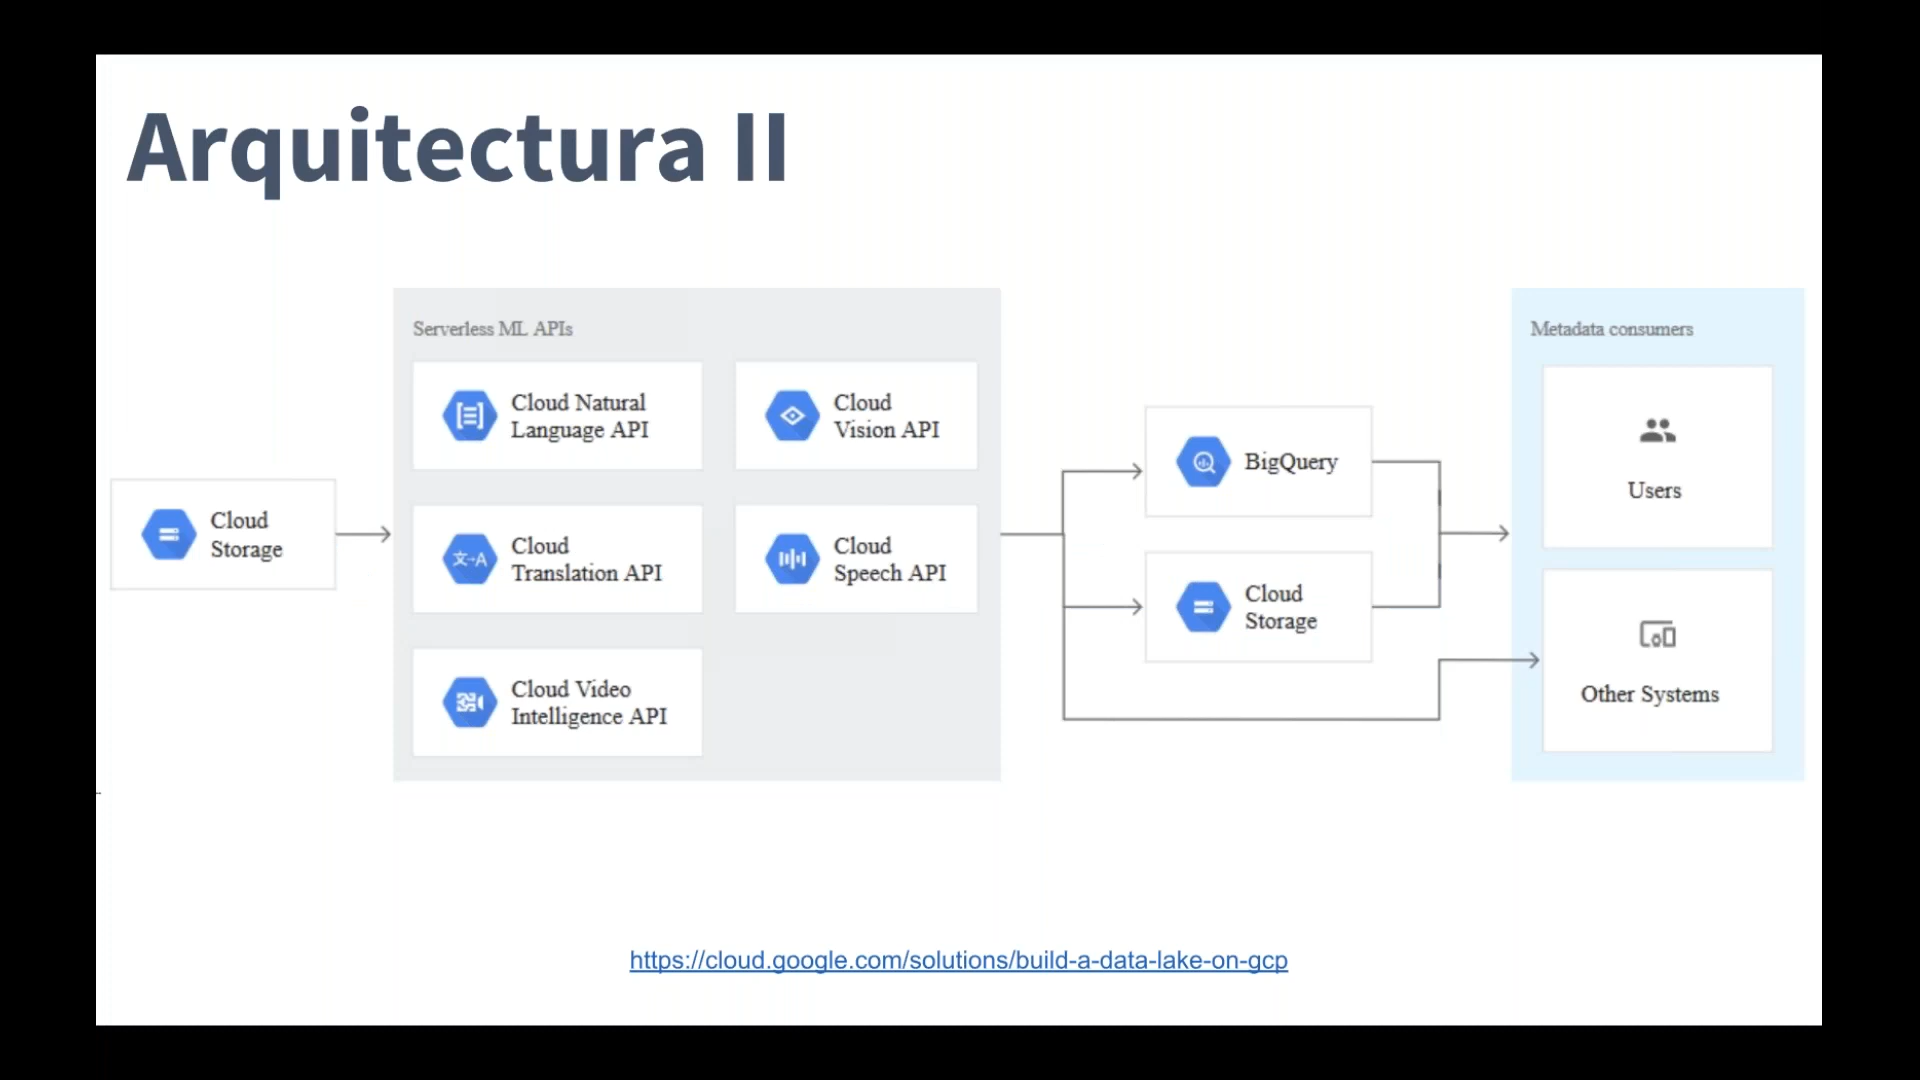 Arquitectura II
Serverless ML APIs
Metadada consumers
Cloud Natural
Language API
Cloud
Vision API
Cloud
Translation API
Cloud
Speech API
Cloud Video
Intelligence API
Cloud
Storage
BigQuery
Cloud
Storage
Users
Other Systems
https://cloud.google.com/solutions/build-a-data-lake-on-gcp